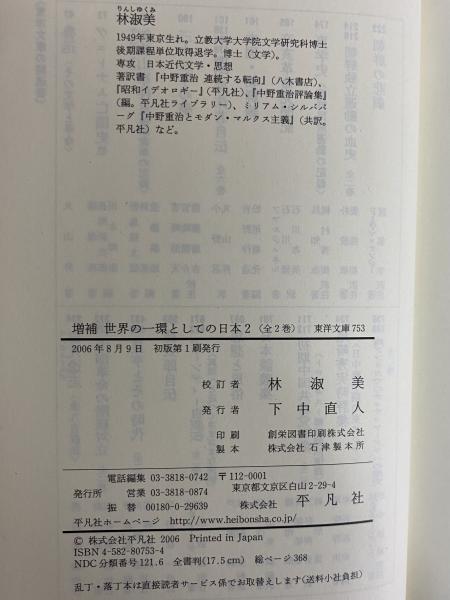 りんしゅくみ
林淑美
1949年東京生れ。立教大学大学院文学研究科博士
後期課程単位取得退学。博士（文学）。
専攻 日本近代文学・思想
著訳書 『中野重治 連続する転向』（八木書店）、
『昭和イデオロギー』（平凡社）、『中野重治評論集』
（編。平凡社ライブラリー）、ミリアム・シルババ
ーグ『中野重治とモダン・マルクス主義』（共訳。
平凡社）など。
増補 世界の一環としての日本 2（全2巻） 東洋文庫 753
2006年8月9日 初版第1刷発行
校訂者 林 淑美
発行者 下中直人
印刷 創栄図書印刷株式会社
製本 株式会社 石津製本所
電話編集 03-3818-0742 〒112-0001
発行所 営業 03-3818-0874 東京都文京区白山2-29-4
振替 00180-0-29639 株式会社 平凡社
平凡社ホームページ http://www.heibonsha.co.jp/
© 株式会社平凡社 2006 Printed in Japan
ISBN 4-582-80753-4
NDC分類番号121.6 全書判（17.5cm） 総ページ368
乱丁・落丁本は直接読者サービス係でお取替えします（送料小社負担）